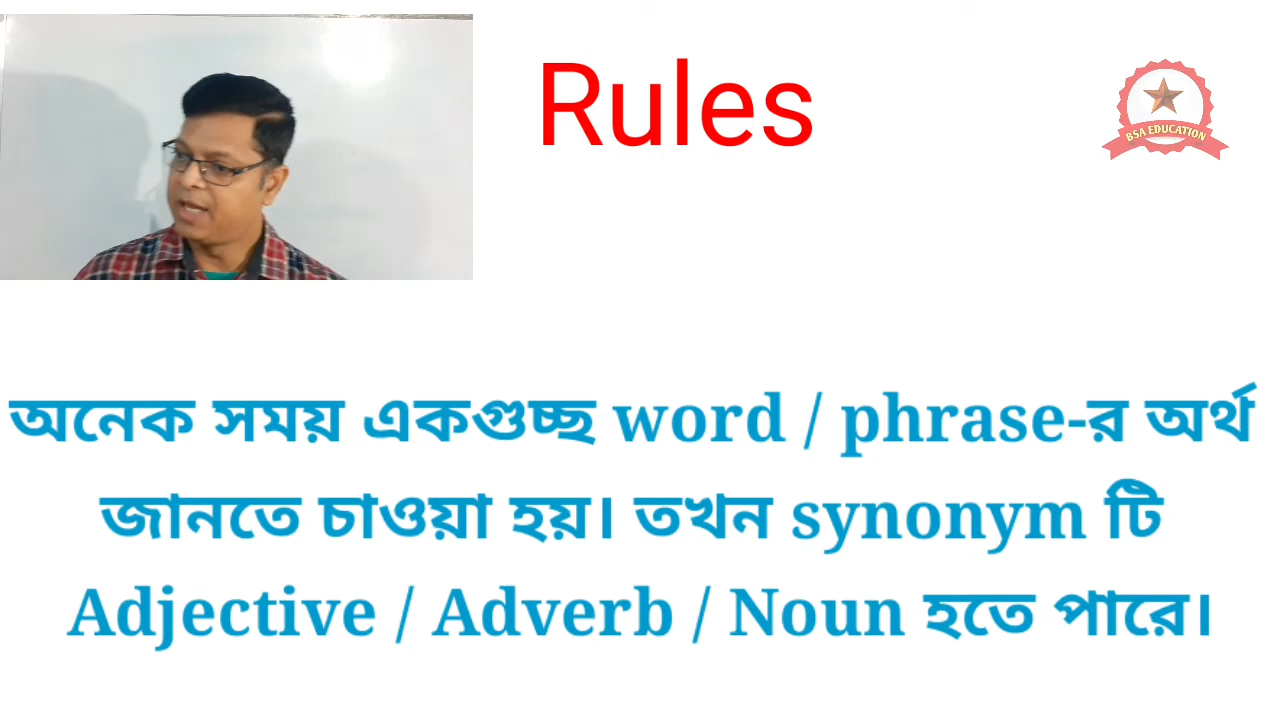 Rules
BSA EDUCATION
অনেক সময় একগুচ্ছ word / phrase-র অর্থ
জানতে চাওয়া হয়। তখন synonym টি
Adjective / Adverb / Noun হতে পারে।